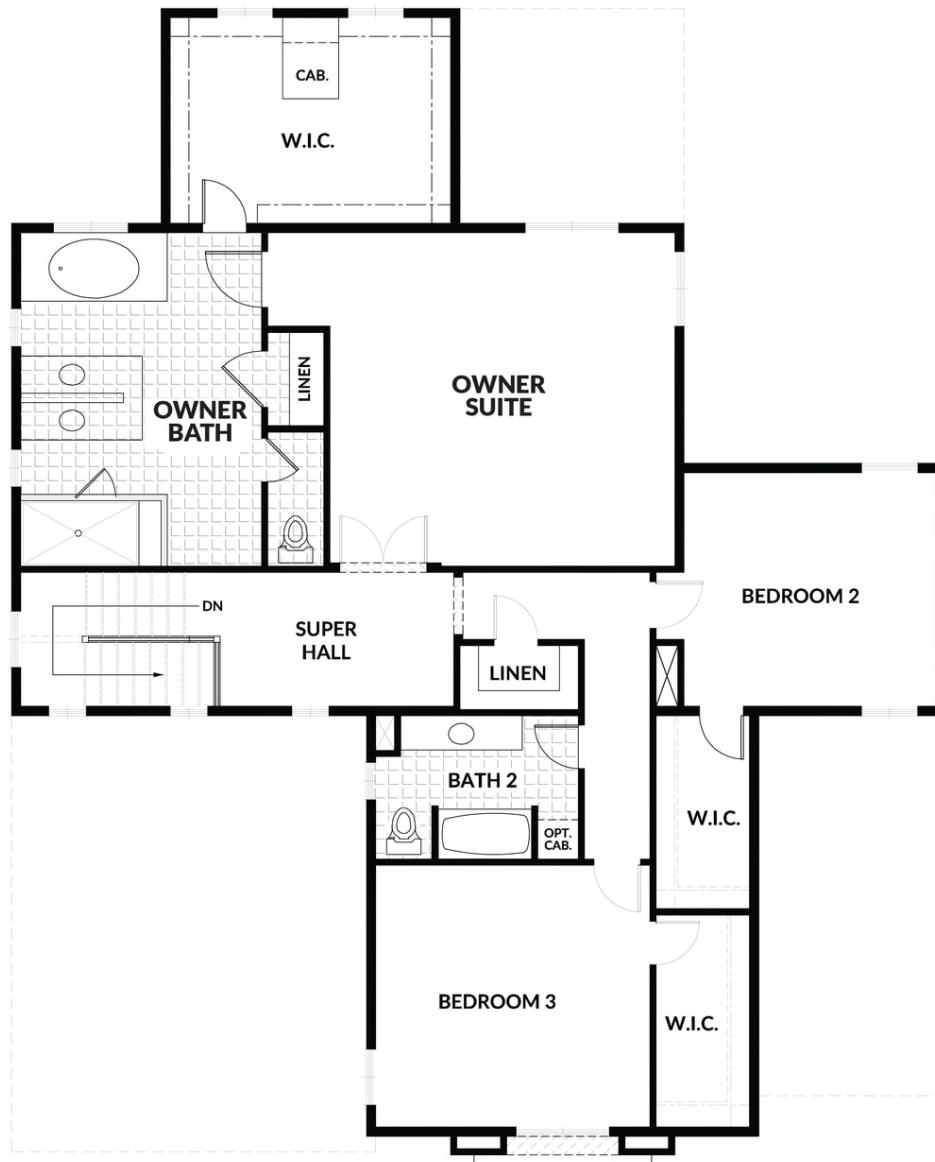 CAB.
W.I.C.
LINEN
OWNER
SUITE
OWNER
BATH
DN
SUPER
HALL
BEDROOM 2
LINEN
BATH 2
OPT.
CAB.
W.I.C.
BEDROOM 3
W.I.C.